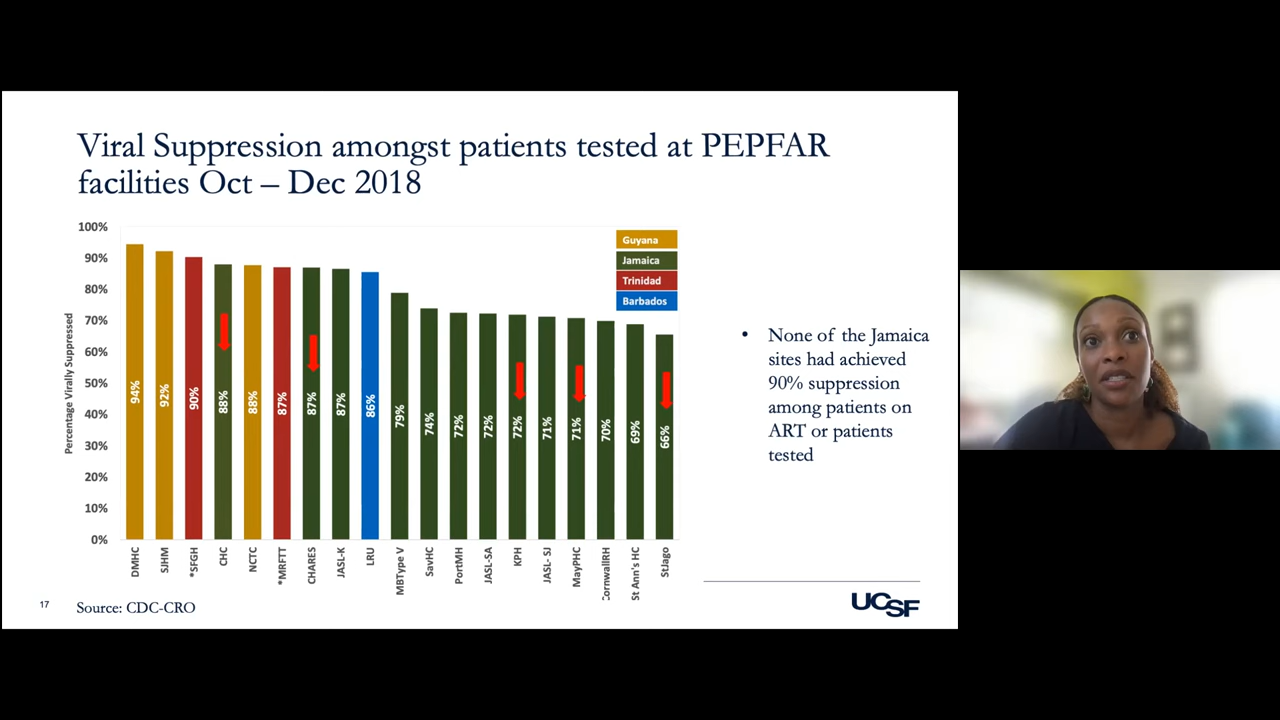 Viral Suppression amongst patients tested at PEPFAR
facilities Oct – Dec 2018
100%
90%
80%
70%
60%
50%
40%
30%
20%
10%
0%
Percentage Virally Suppressed
94%
92%
90%
88%
88%
87%
87%
87%
86%
79%
74%
72%
72%
72%
71%
71%
70%
69%
66%
DMHC
SJHM
*SFGH
CHC
NCTC
*MRFTT
CHARES
JASL-K
LRU
MBType V
SavHC
PortMH
JASL-SA
KPH
JASL- SJ
MayPHC
CornwallRH
St Ann's HC
StJago
Guyana
Jamaica
Trinidad
Barbados
• None of the Jamaica
sites had achieved
90% suppression
among patients on
ART or patients
tested
17
Source: CDC-CRO
UCSF